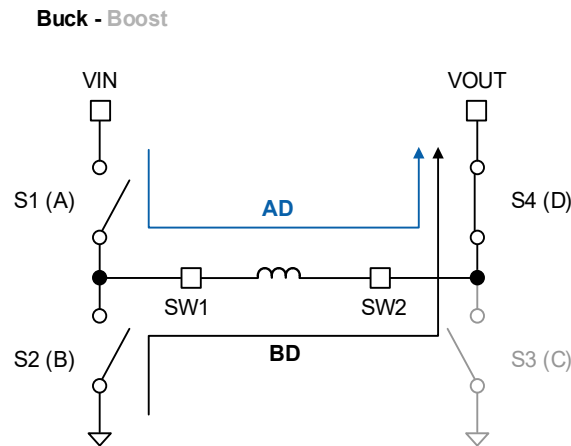 Buck - Boost
VIN
VOUT
S1 (A)
AD
S4 (D)
SW1
SW2
S2 (B)
BD
S3 (C)